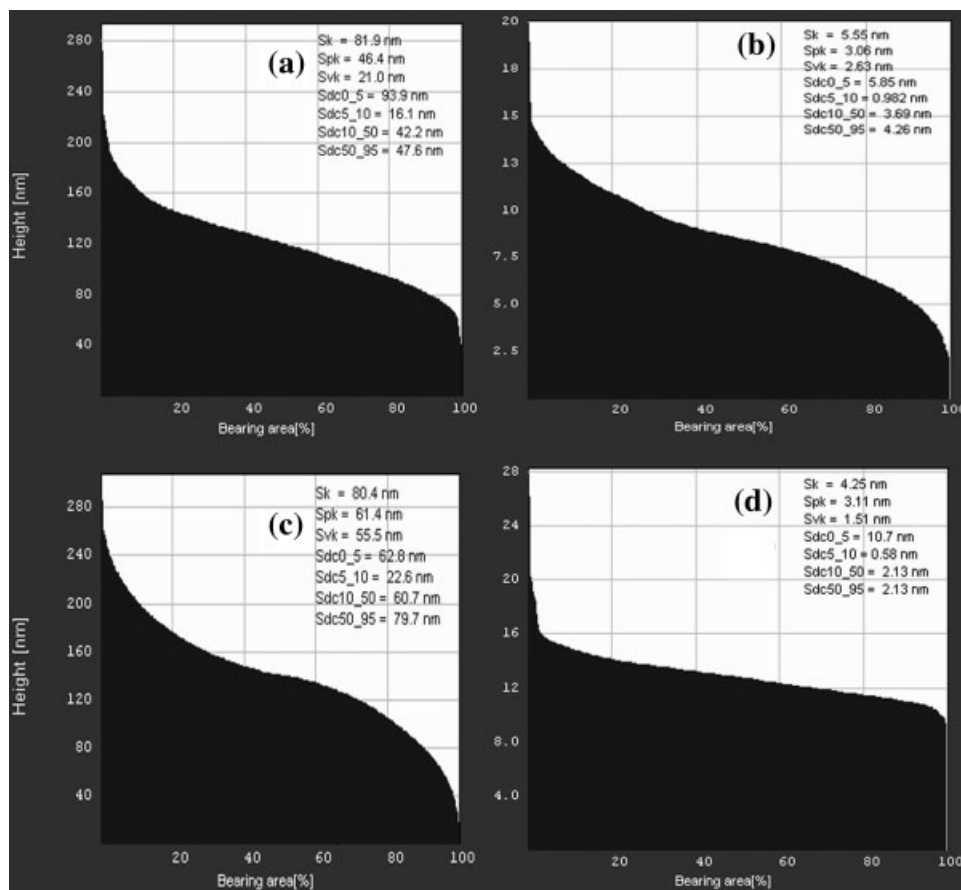 (a)
Sk = 81.9 nm
Spk = 46.4 nm
Svk = 21.0 nm
Sdc0_5 = 93.9 nm
Sdc5_10 = 16.1 nm
Sdc10_50 = 42.2 nm
Sdc50_95 = 47.6 nm
Height [nm]
280
240
200
160
120
80
40
20 40 60 80 100
Bearing area[%]
(b)
Sk = 5.55 nm
Spk = 3.06 nm
Svk = 2.63 nm
Sdc0_5 = 5.85 nm
Sdc5_10 = 0.982 nm
Sdc10_50 = 3.69 nm
Sdc50_95 = 4.26 nm
20
18
15
13
10
7.5
5.0
2.5
20 40 60 80 100
Bearing area[%]
(c)
Sk = 80.4 nm
Spk = 61.4 nm
Svk = 55.5 nm
Sdc0_5 = 62.8 nm
Sdc5_10 = 22.6 nm
Sdc10_50 = 60.7 nm
Sdc50_95 = 79.7 nm
Height [nm]
280
240
200
160
120
80
40
20 40 60 80 100
Bearing area[%]
(d)
Sk = 4.25 nm
Spk = 3.11 nm
Svk = 1.51 nm
Sdc0_5 = 10.7 nm
Sdc5_10 = 0.58 nm
Sdc10_50 = 2.13 nm
Sdc50_95 = 2.13 nm
28
24
20
16
12
8.0
4.0
20 40 60 80 100
Bearing area[%]